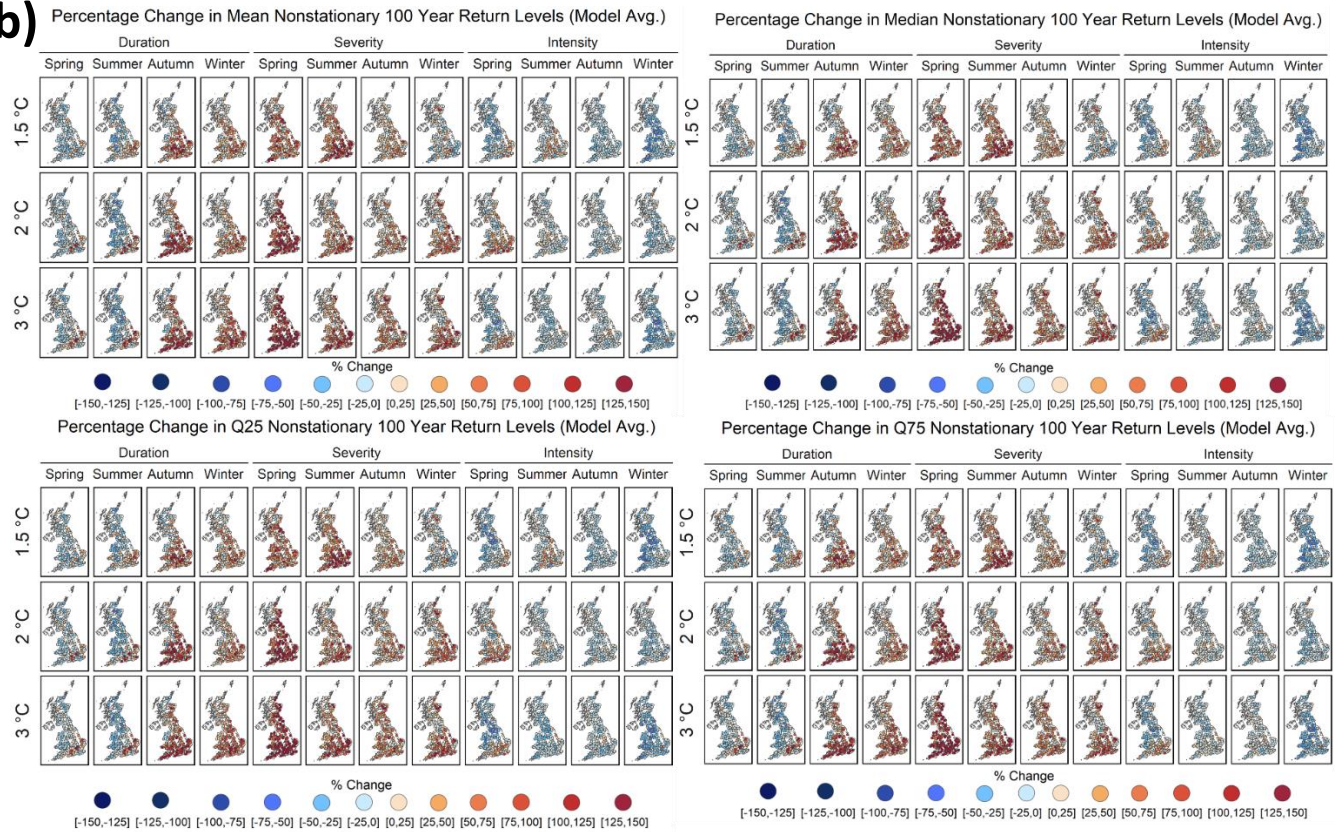 b)
Percentage Change in Mean Nonstationary 100 Year Return Levels (Model Avg.)
Duration Severity Intensity
Spring Summer Autumn Winter Spring Summer Autumn Winter Spring Summer Autumn Winter
1.5 °C
2 °C
3 °C
% Change
[-150,-125] [-125,-100] [-100,-75] [-75,-50] [-50,-25] [-25,0] [0,25] [25,50] [50,75] [75,100] [100,125] [125,150]
Percentage Change in Median Nonstationary 100 Year Return Levels (Model Avg.)
Duration Severity Intensity
Spring Summer Autumn Winter Spring Summer Autumn Winter Spring Summer Autumn Winter
1.5 °C
2 °C
3 °C
% Change
[-150,-125] [-125,-100] [-100,-75] [-75,-50] [-50,-25] [-25,0] [0,25] [25,50] [50,75] [75,100] [100,125] [125,150]
Percentage Change in Q25 Nonstationary 100 Year Return Levels (Model Avg.)
Duration Severity Intensity
Spring Summer Autumn Winter Spring Summer Autumn Winter Spring Summer Autumn Winter
1.5 °C
2 °C
3 °C
% Change
[-150,-125] [-125,-100] [-100,-75] [-75,-50] [-50,-25] [-25,0] [0,25] [25,50] [50,75] [75,100] [100,125] [125,150]
Percentage Change in Q75 Nonstationary 100 Year Return Levels (Model Avg.)
Duration Severity Intensity
Spring Summer Autumn Winter Spring Summer Autumn Winter Spring Summer Autumn Winter
1.5 °C
2 °C
3 °C
% Change
[-150,-125] [-125,-100] [-100,-75] [-75,-50] [-50,-25] [-25,0] [0,25] [25,50] [50,75] [75,100] [100,125] [125,150]